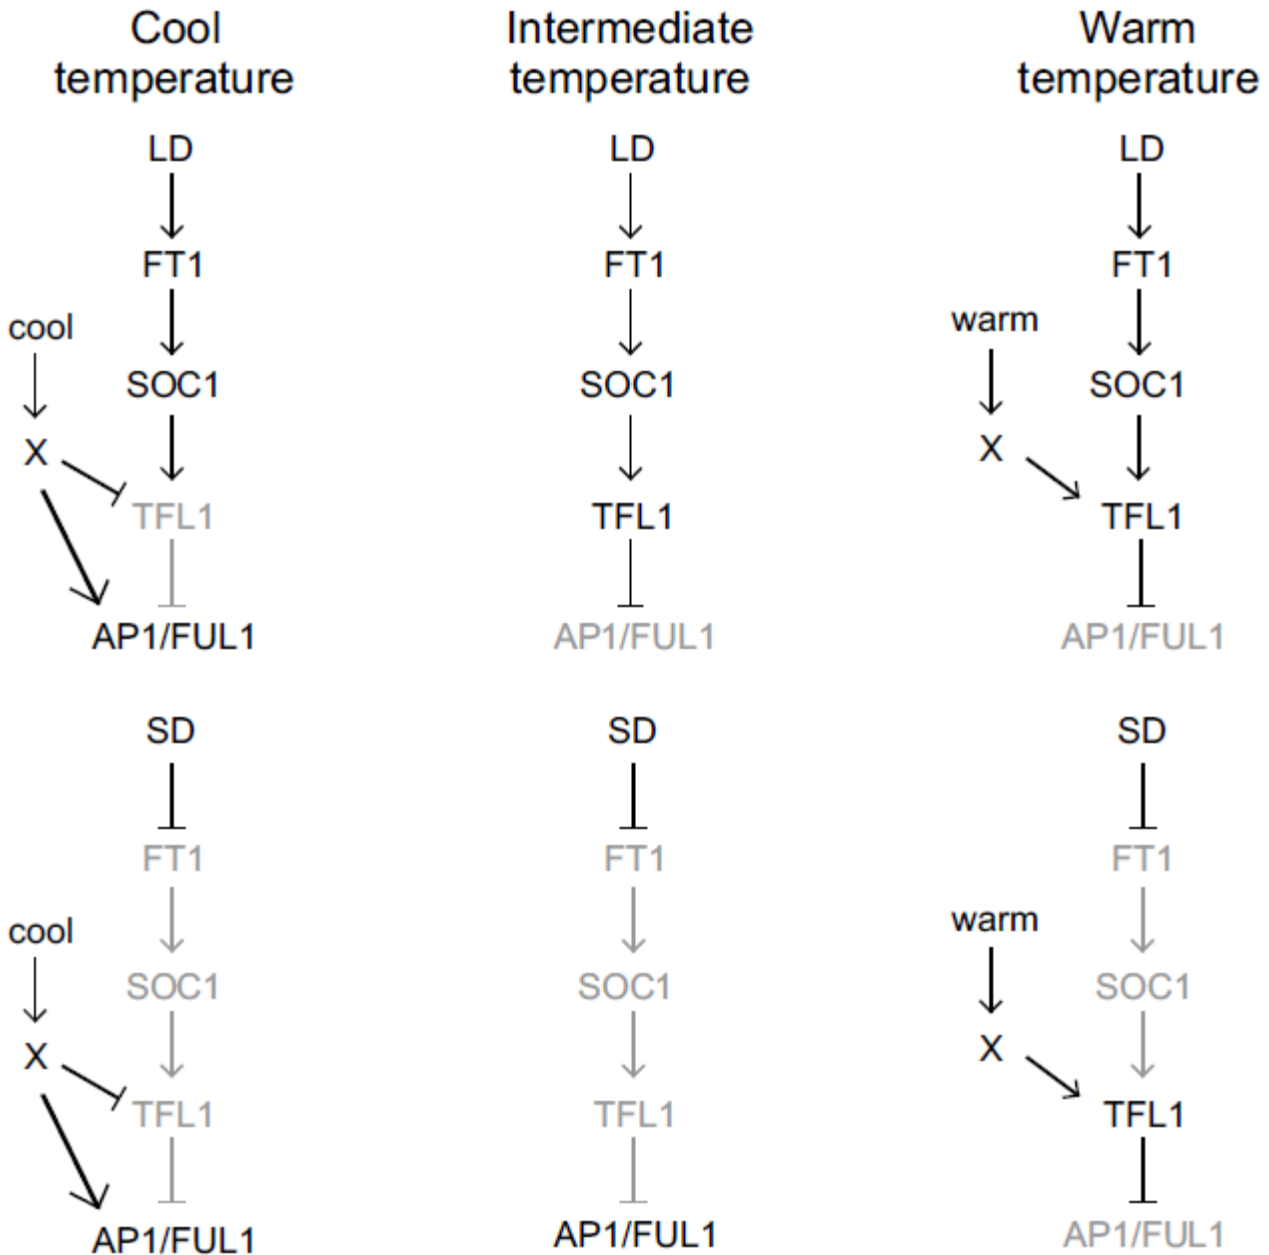 Cool
temperature
Intermediate
temperature
Warm
temperature
LD
FT1
cool
SOC1
X
TFL1
AP1/FUL1
LD
FT1
SOC1
TFL1
AP1/FUL1
LD
FT1
warm
SOC1
X
TFL1
AP1/FUL1
SD
FT1
cool
SOC1
X
TFL1
AP1/FUL1
SD
FT1
SOC1
TFL1
AP1/FUL1
SD
FT1
warm
SOC1
X
TFL1
AP1/FUL1